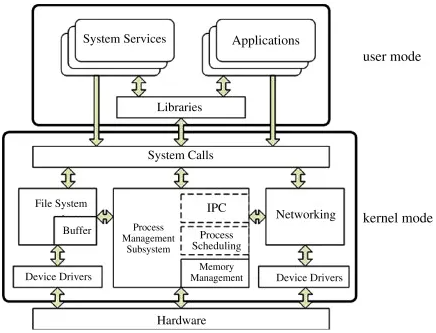 System Services
Applications
user mode
Libraries
System Calls
File System
Buffer
Process
Management
Subsystem
IPC
Process
Scheduling
Memory
Management
Networking
kernel mode
Device Drivers
Device Drivers
Hardware